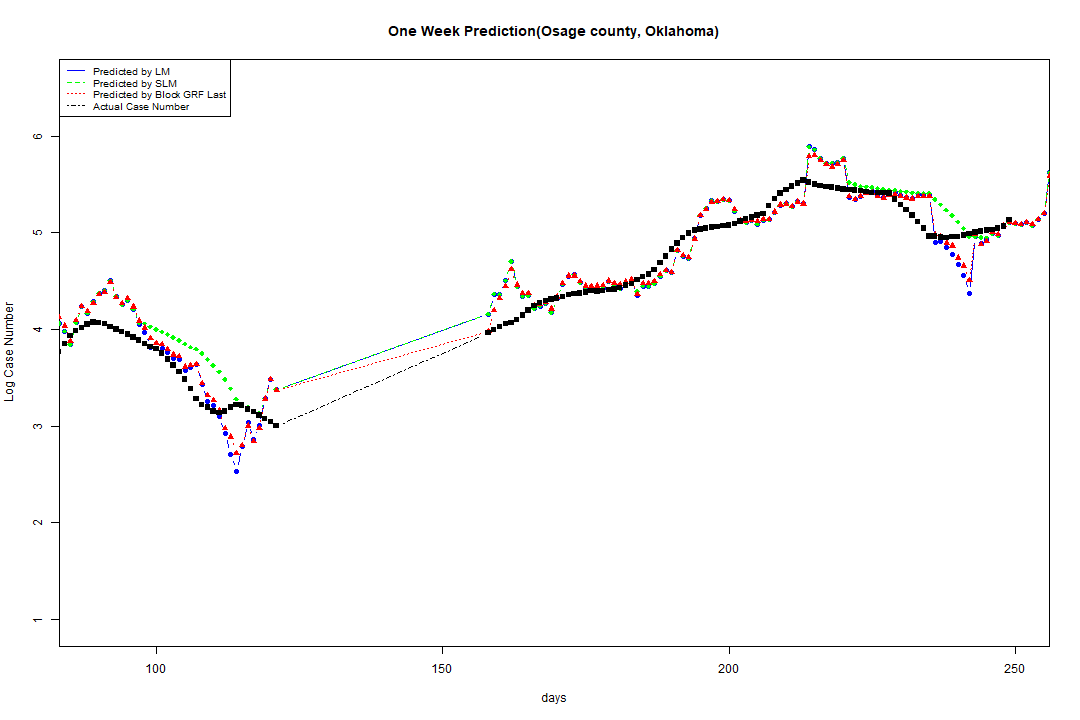 One Week Prediction(Osage county, Oklahoma)
Predicted by LM
Predicted by SLM
Predicted by Block GRF Last
Actual Case Number
Log Case Number
6
5
4
3
2
1
100 150 200 250
days